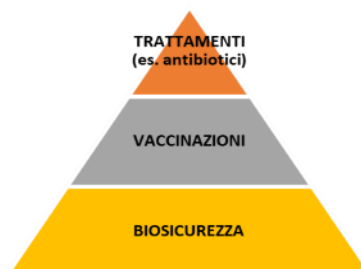 TRATTAMENTI
(es. antibiotici)
VACCINAZIONI
BIOSICUREZZA